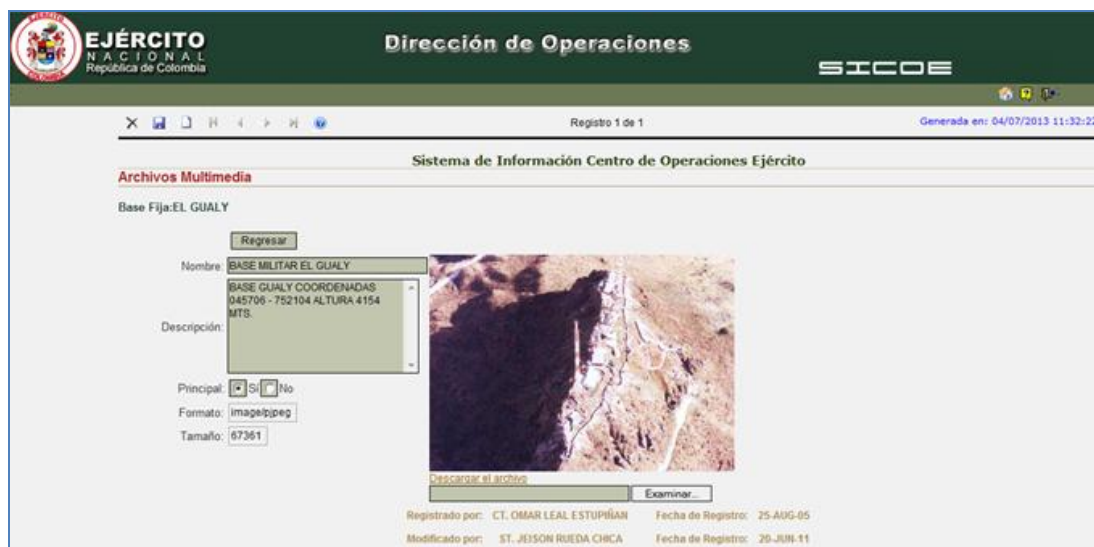 EJÉRCITO
NACIONAL
República de Colombia
Dirección de Operaciones
SICOE
Registro 1 de 1
Generada en: 04/07/2013 11:32:22
Sistema de Información Centro de Operaciones Ejército
Archivos Multimedia
Base Fija:EL GUALY
Regresar
Nombre: BASE MILITAR EL GUALY
Descripción: BASE GUALY COORDENADAS
045706 - 752104 ALTURA 4154
MTS.
Principal: Sí No
Formato: image/pjpeg
Tamaño: 67361
Descargar el archivo
Examinar...
Registrado por: CT. OMAR LEAL ESTUPIÑAN Fecha de Registro: 25-AUG-05
Modificado por: ST. JEISON RUEDA CHICA Fecha de Registro: 20-JUN-11